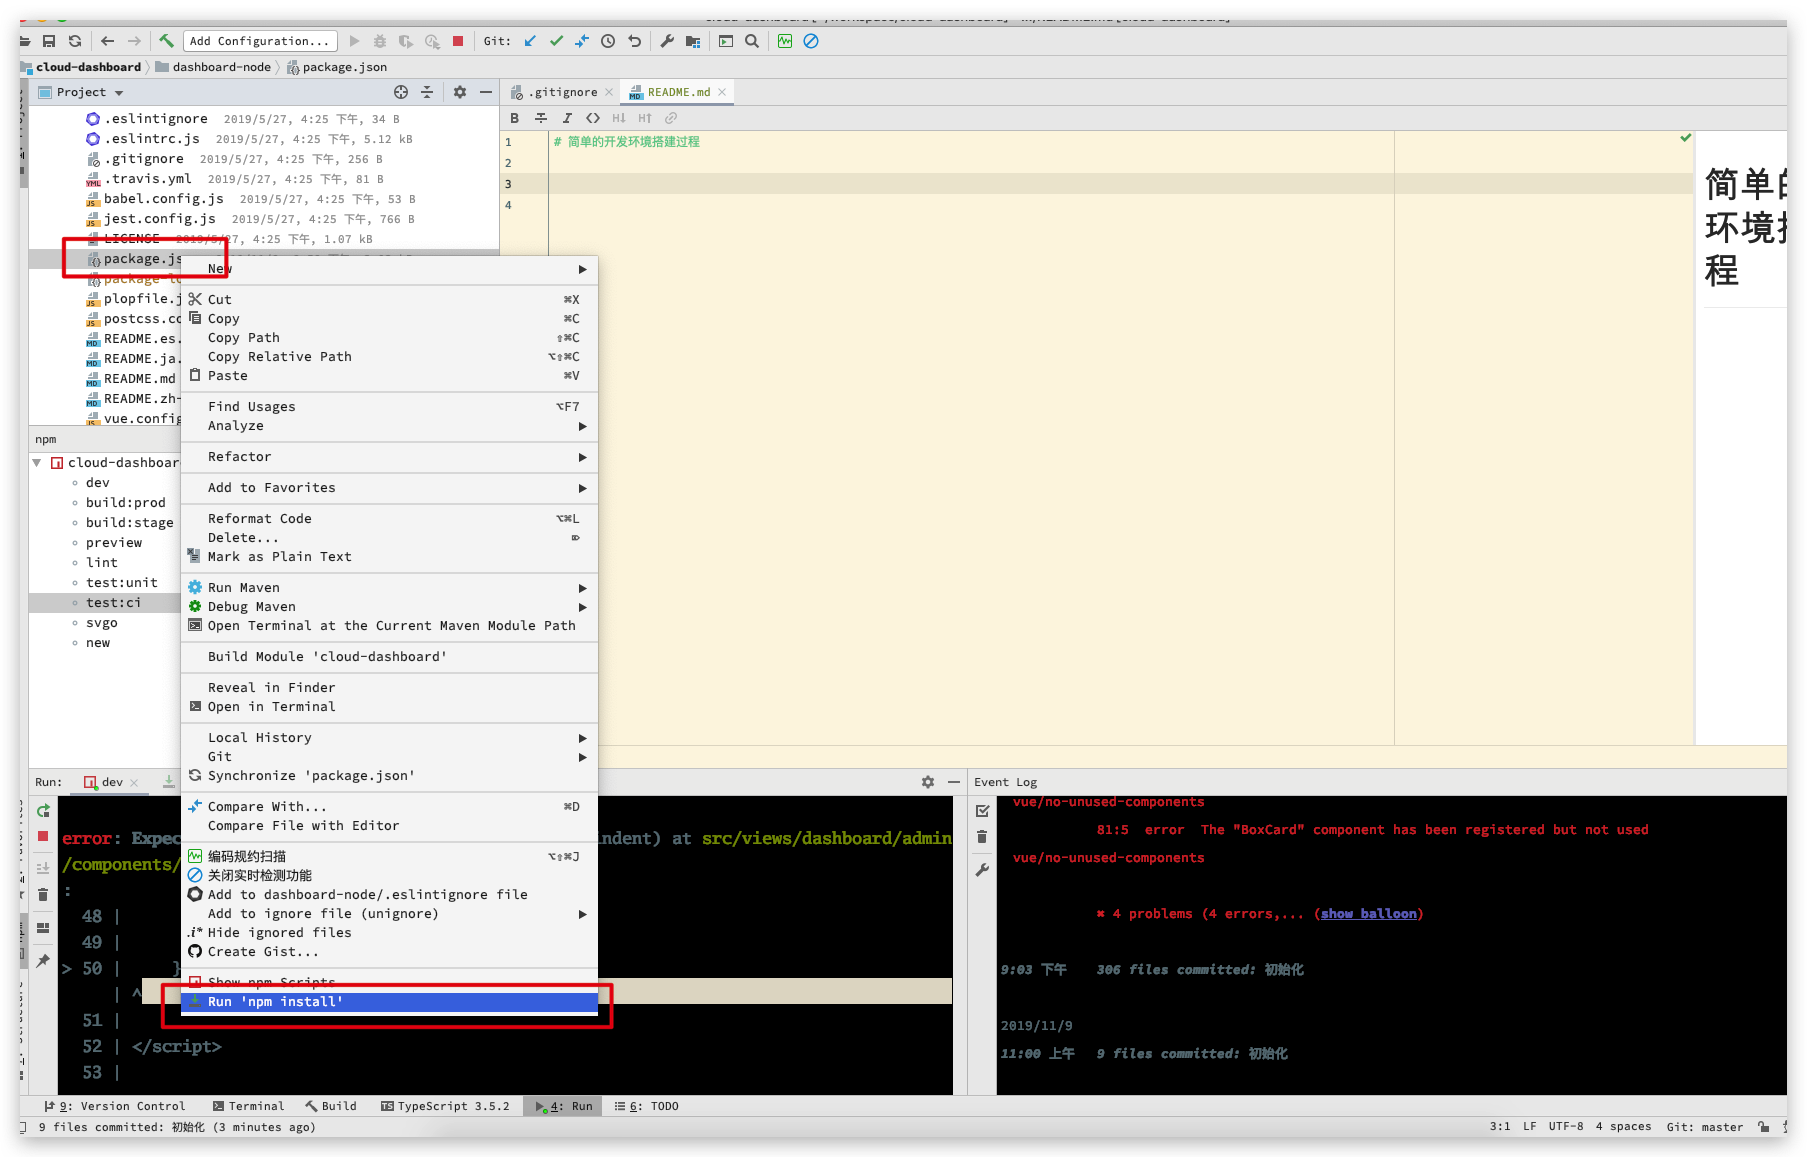 Add Configuration...
Git:
cloud-dashboard
dashboard-node
package.json
Project
.gitignore
README.md
.eslintignore 2019/5/27, 4:25 下午, 34 B
.eslintrc.js 2019/5/27, 4:25 下午, 5.12 kB
.gitignore 2019/5/27, 4:25 下午, 256 B
.travis.yml 2019/5/27, 4:25 下午, 81 B
babel.config.js 2019/5/27, 4:25 下午, 53 B
jest.config.js 2019/5/27, 4:25 下午, 766 B
LICENSE 2019/5/27, 4:25 下午, 1.07 kB
package.js
package-lo
plopfile.j
postcss.co
README.es.
README.ja.
README.md
README.zh-
vue.config
npm
cloud-dashboar
dev
build:prod
build:stage
preview
lint
test:unit
test:ci
svgo
new
B I <> H↓ H↑
1 # 简单的开发环境搭建过程
2
3
4
简单的
环境搭
程
New
Cut ⌘X
Copy ⌘C
Copy Path ⇧⌘C
Copy Relative Path ⌥⇧⌘C
Paste ⌘V
Find Usages ⌥F7
Analyze
Refactor
Add to Favorites
Reformat Code ⌥⌘L
Delete... ⌦
Mark as Plain Text
Run Maven
Debug Maven
Open Terminal at the Current Maven Module Path
Build Module 'cloud-dashboard'
Reveal in Finder
Open in Terminal
Local History
Git
Synchronize 'package.json'
Compare With... ⌘D
Compare File with Editor
编码规约扫描 ⌥⇧⌘J
关闭实时检测功能
Add to dashboard-node/.eslintignore file
Add to ignore file (unignore)
Hide ignored files
Create Gist...
Show npm Scripts
Run 'npm install'
Run:
dev
error: Expec
indent) at src/views/dashboard/admin
/components/
:
48 |
49 |
> 50 | }
| ^
51 |
52 | </script>
53 |
Event Log
vue/no-unused-components
81:5 error The "BoxCard" component has been registered but not used
vue/no-unused-components
✖ 4 problems (4 errors,... (show balloon)
9:03 下午 306 files committed: 初始化
2019/11/9
11:00 上午 9 files committed: 初始化
9: Version Control
Terminal
Build
TypeScript 3.5.2
4: Run
6: TODO
9 files committed: 初始化 (3 minutes ago)
3:1 LF UTF-8 4 spaces Git: master